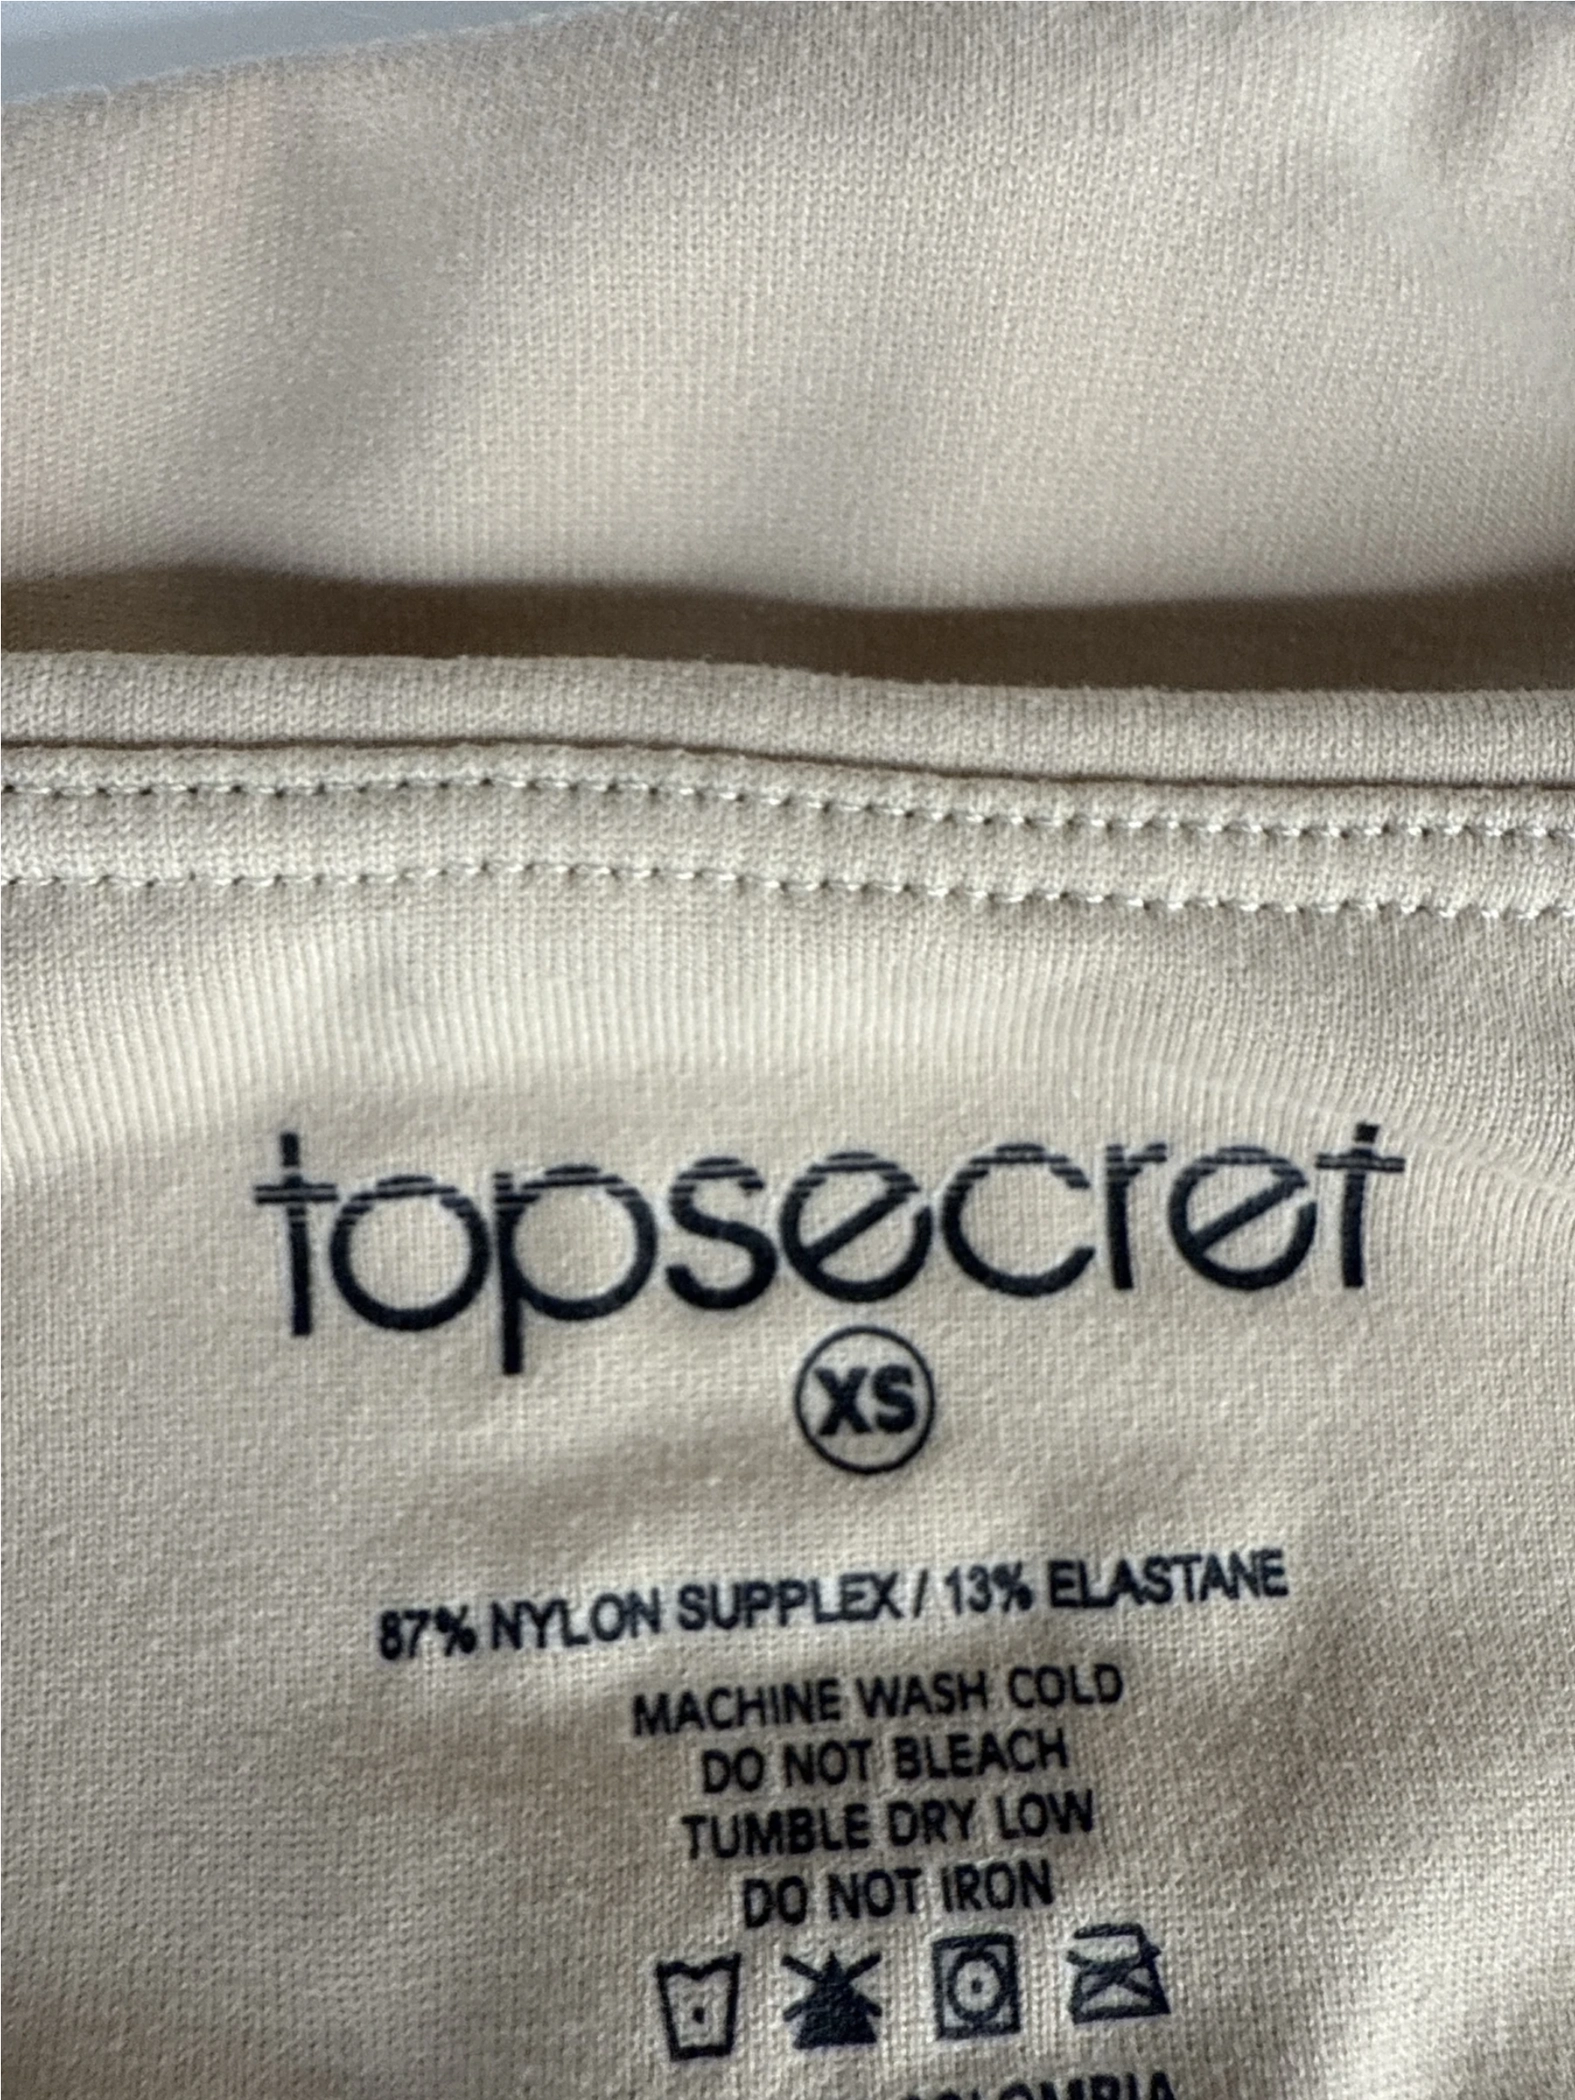 topsecret
XS
87% NYLON SUPPLEX / 13% ELASTANE
MACHINE WASH COLD
DO NOT BLEACH
TUMBLE DRY LOW
DO NOT IRON
COLOMBIA